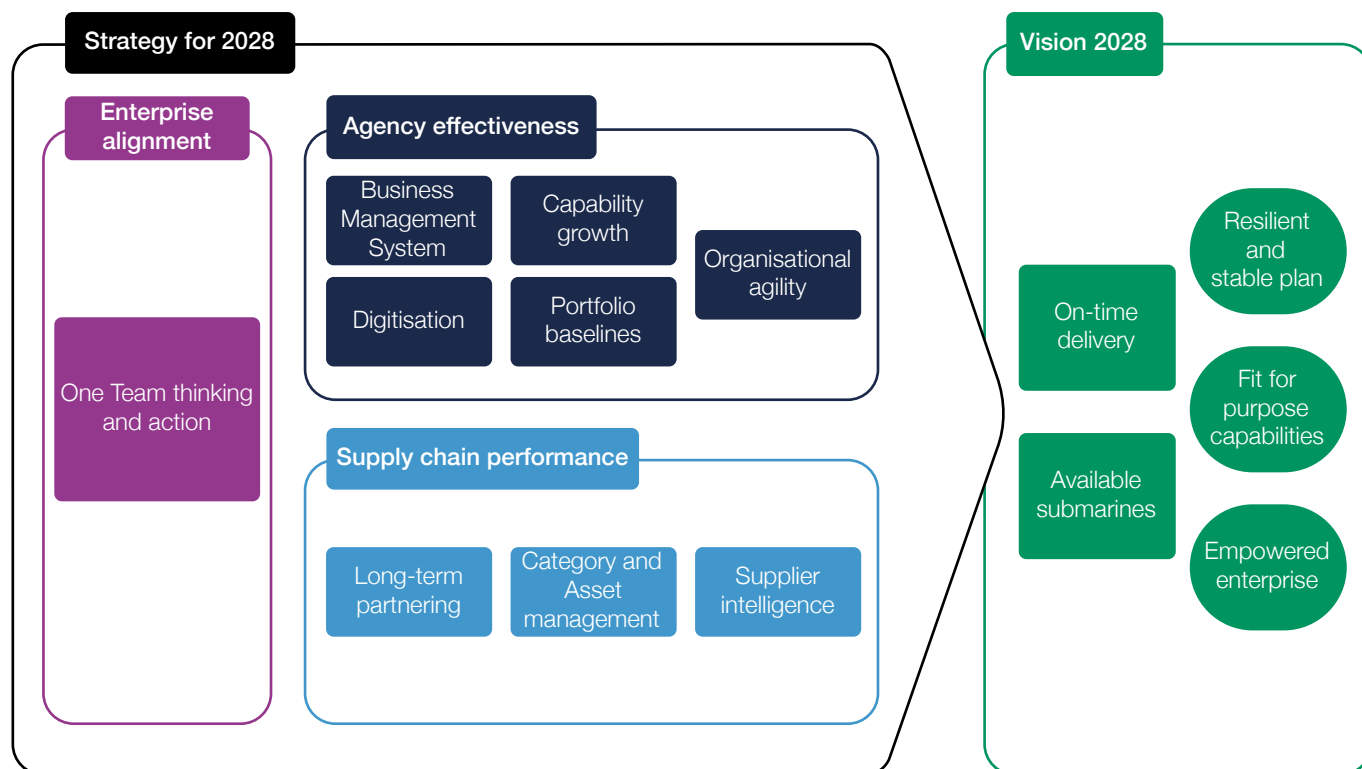 Strategy for 2028
Enterprise
alignment
One Team thinking
and action
Agency effectiveness
Business
Management
System
Capability
growth
Organisational
agility
Digitisation
Portfolio
baselines
Supply chain performance
Long-term
partnering
Category and
Asset
management
Supplier
intelligence
Vision 2028
On-time
delivery
Available
submarines
Resilient
and
stable plan
Fit for
purpose
capabilities
Empowered
enterprise